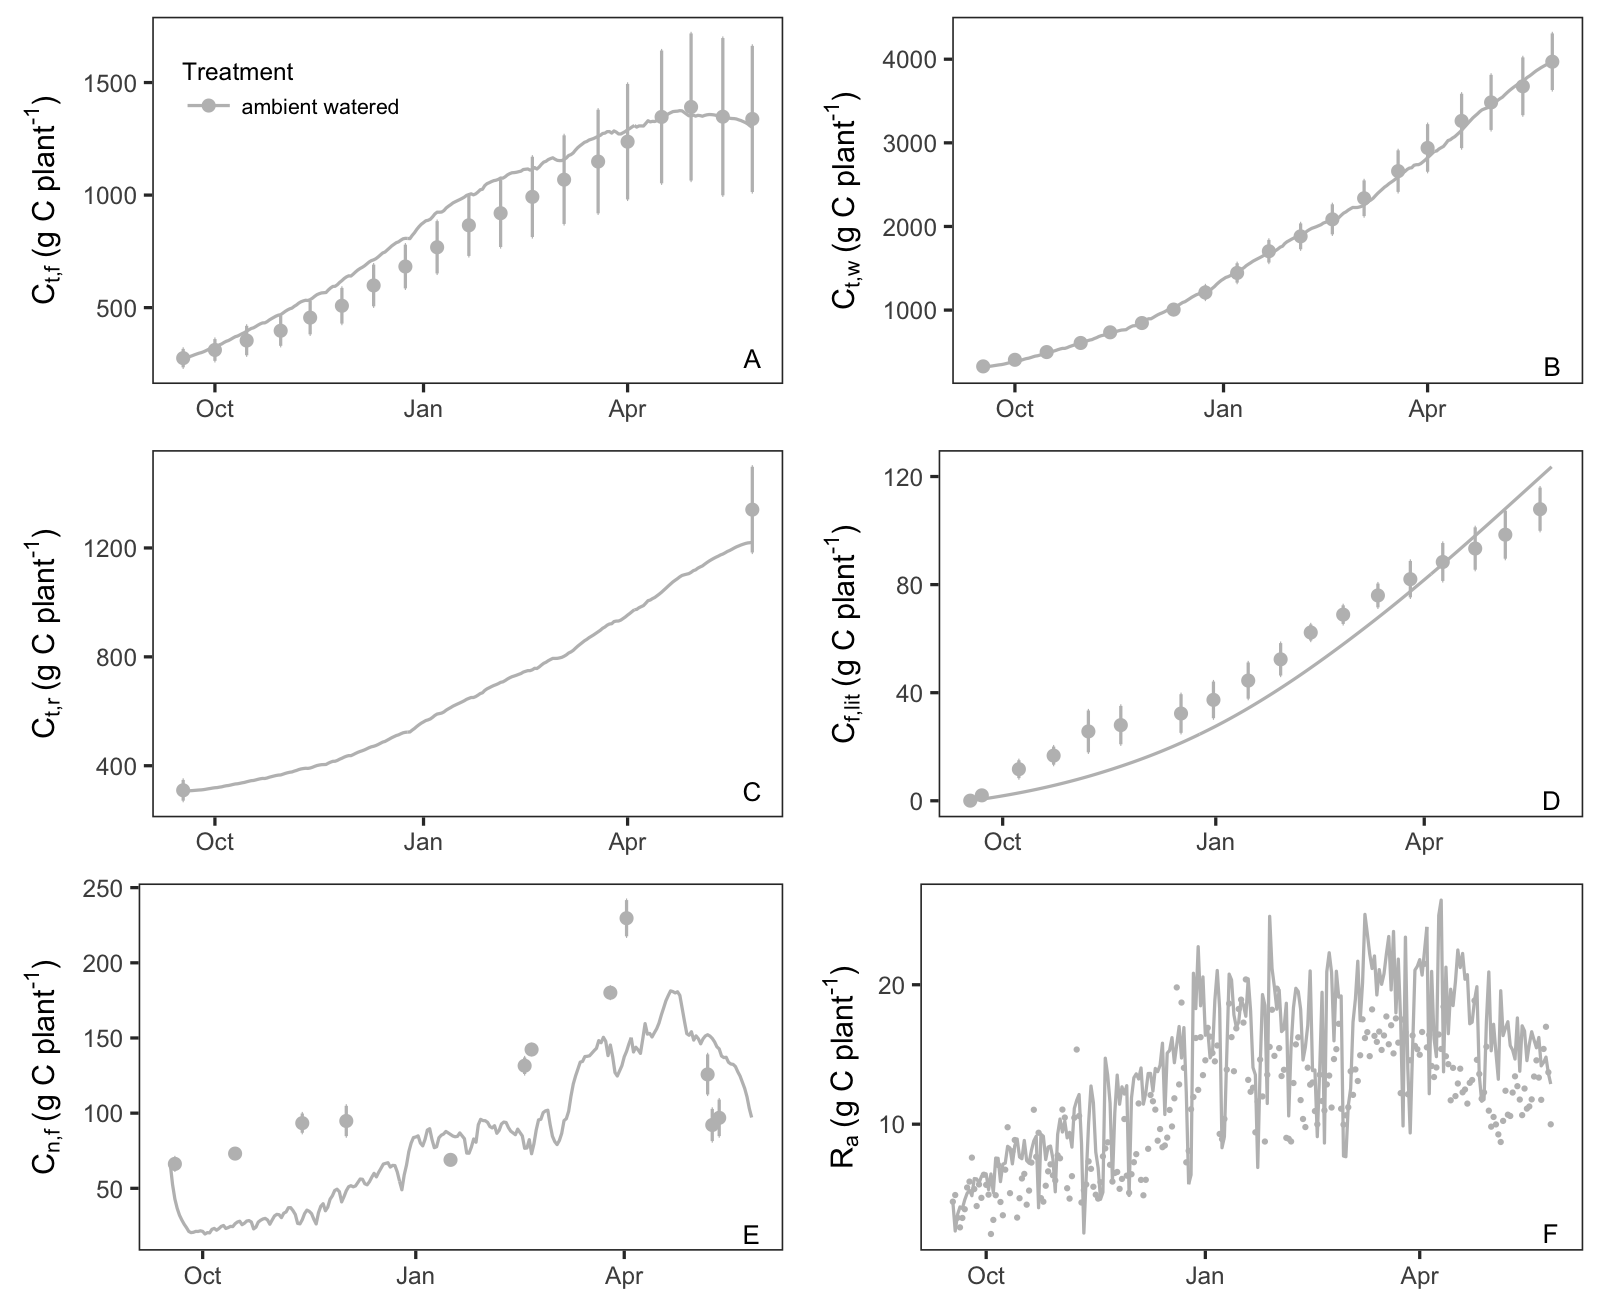 C_t,f (g C plant^-1)
1500
1000
500
Treatment
ambient watered
A
Oct Jan Apr
C_t,w (g C plant^-1)
4000
3000
2000
1000
B
Oct Jan Apr
C_t,r (g C plant^-1)
1200
800
400
C
Oct Jan Apr
C_f,lit (g C plant^-1)
120
80
40
0
D
Oct Jan Apr
C_n,f (g C plant^-1)
250
200
150
100
50
E
Oct Jan Apr
R_a (g C plant^-1)
20
10
F
Oct Jan Apr